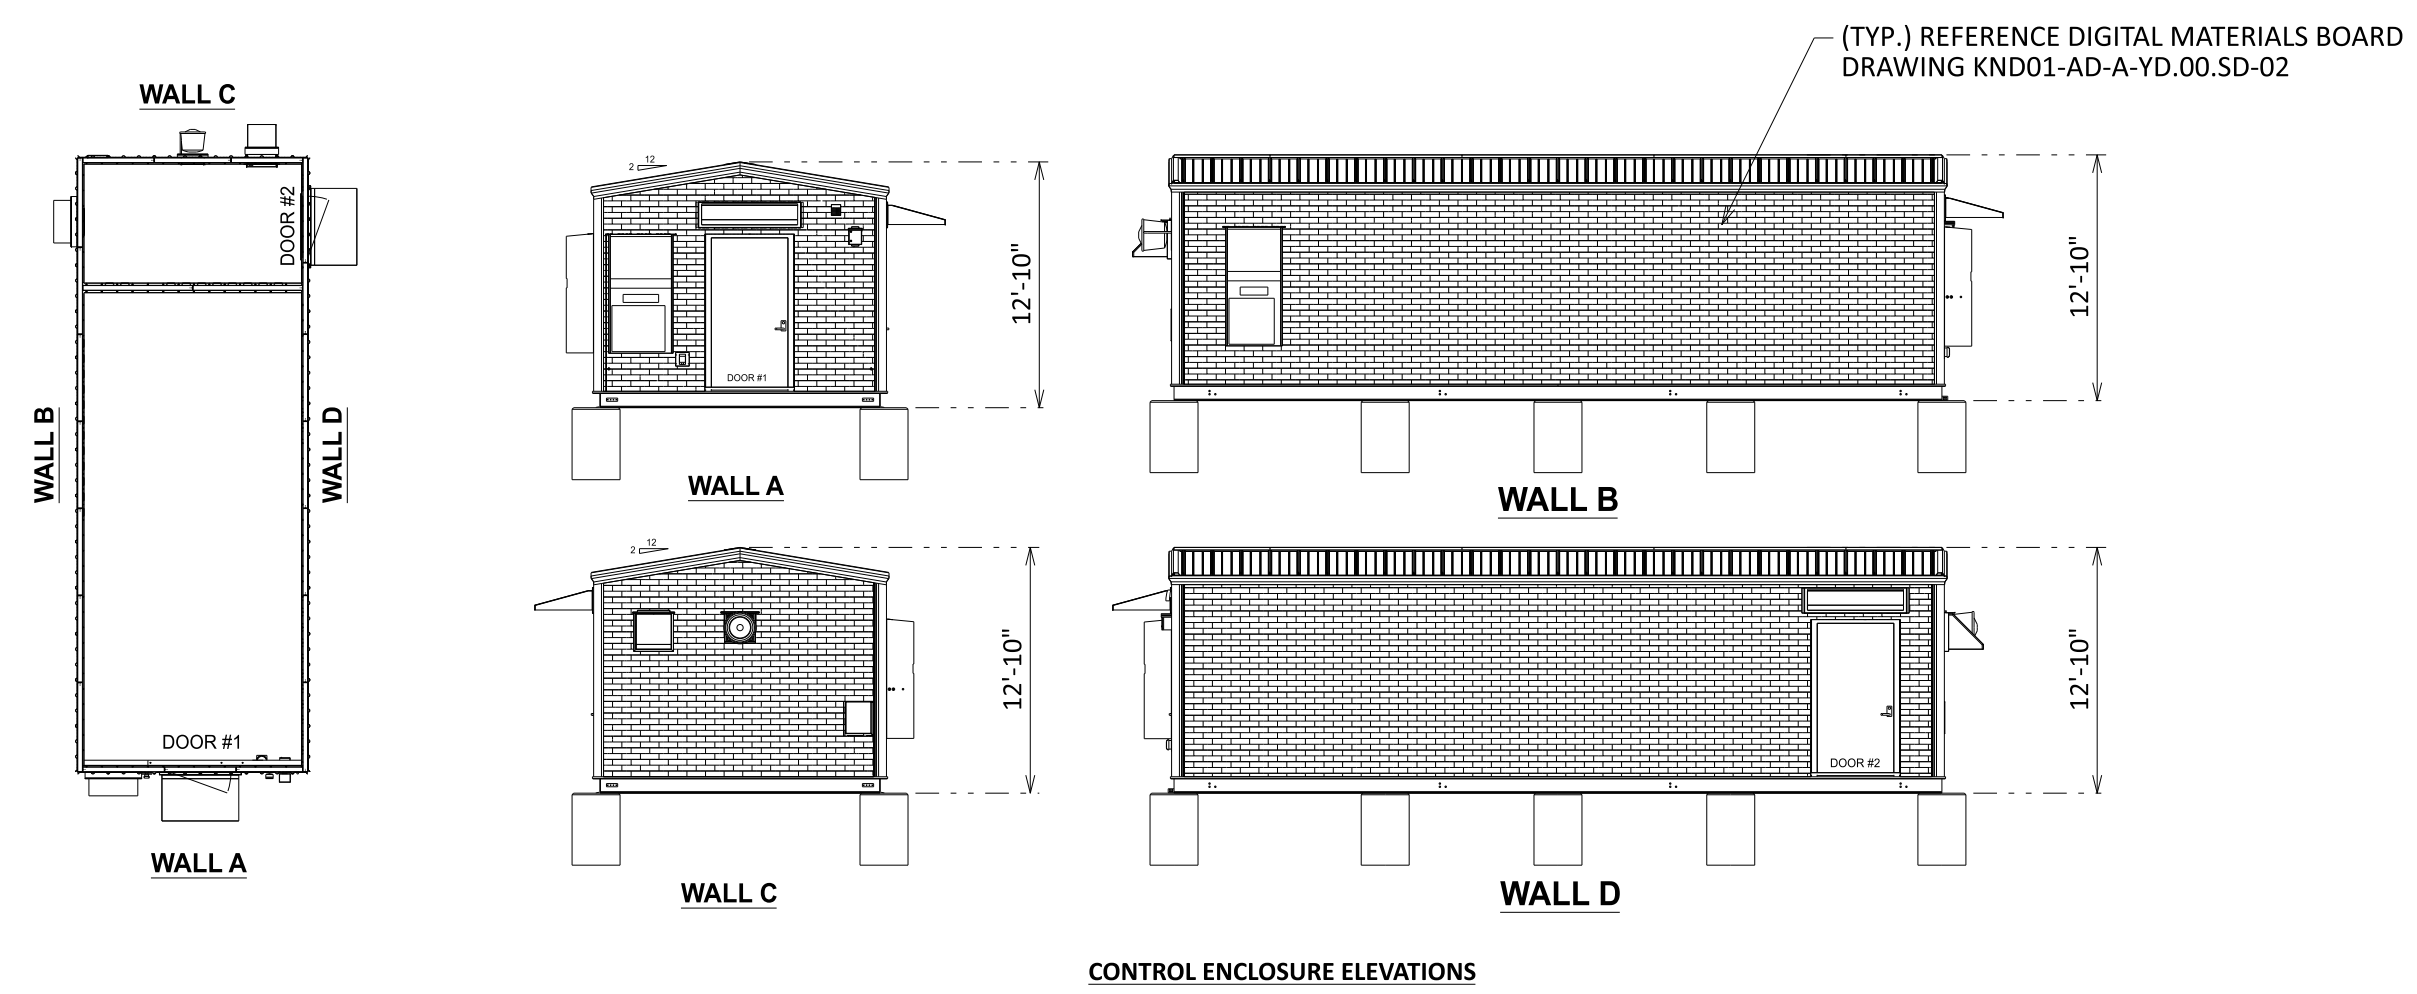 (TYP.) REFERENCE DIGITAL MATERIALS BOARD
DRAWING KND01-AD-A-YD.00.SD-02
WALL C
DOOR #2
WALL B
WALL D
DOOR #1
WALL A
12
2
DOOR #1
12'-10"
WALL A
12'-10"
WALL B
12
2
12'-10"
WALL C
DOOR #2
12'-10"
WALL D
CONTROL ENCLOSURE ELEVATIONS